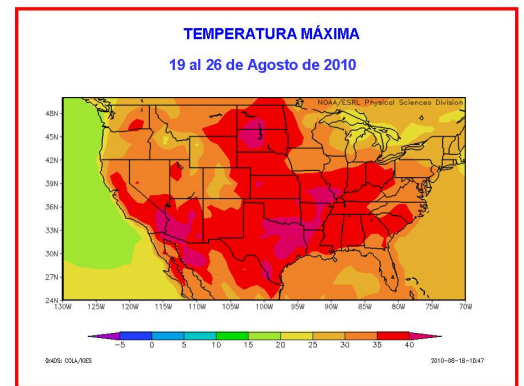 TEMPERATURA MÁXIMA
19 al 26 de Agosto de 2010
NOAA/ESRL Physical Sciences Division
48N
45N
42N
39N
36N
33N
30N
27N
24N
130W 125W 120W 115W 110W 105W 100W 95W 90W 85W 80W 75W 70W
-5 0 5 10 15 20 25 30 35 40
GrADS: COLA/IGES 2010-08-18-10:47